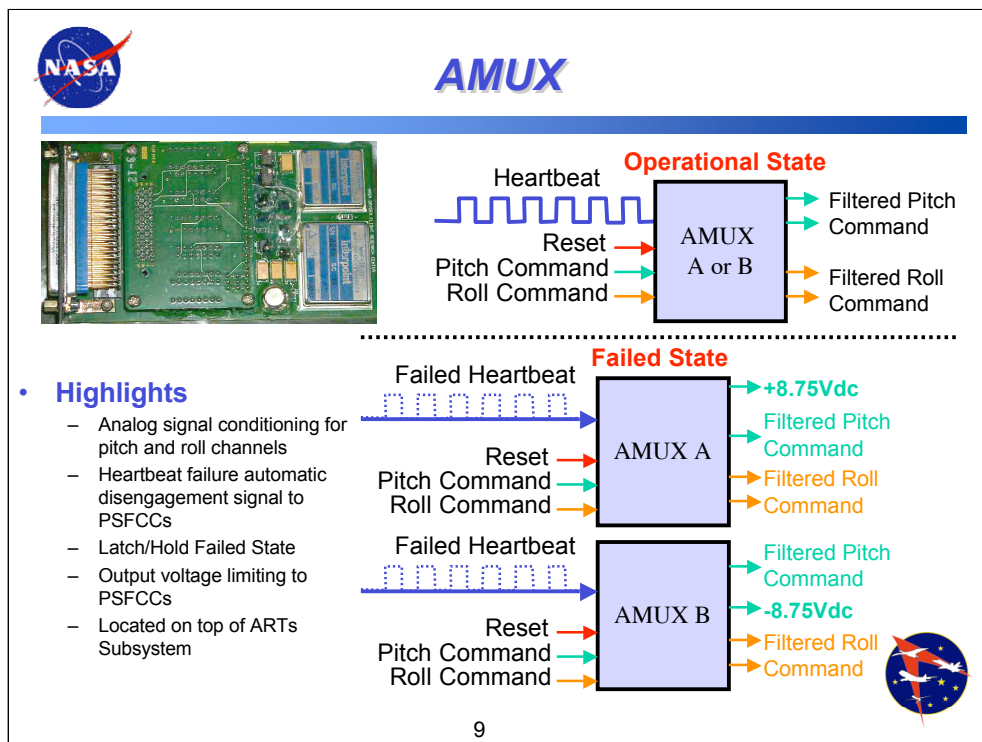 NASA
AMUX
Interpoint
Interpoint
Operational State
Heartbeat
Reset
Pitch Command
Roll Command
AMUX
A or B
Filtered Pitch
Command
Filtered Roll
Command
Failed State
• Highlights
– Analog signal conditioning for
pitch and roll channels
– Heartbeat failure automatic
disengagement signal to
PSFCCs
– Latch/Hold Failed State
– Output voltage limiting to
PSFCCs
– Located on top of ARTs
Subsystem
Failed Heartbeat
Reset
Pitch Command
Roll Command
AMUX A
+8.75Vdc
Filtered Pitch
Command
Filtered Roll
Command
Failed Heartbeat
Reset
Pitch Command
Roll Command
AMUX B
Filtered Pitch
Command
-8.75Vdc
Filtered Roll
Command
9